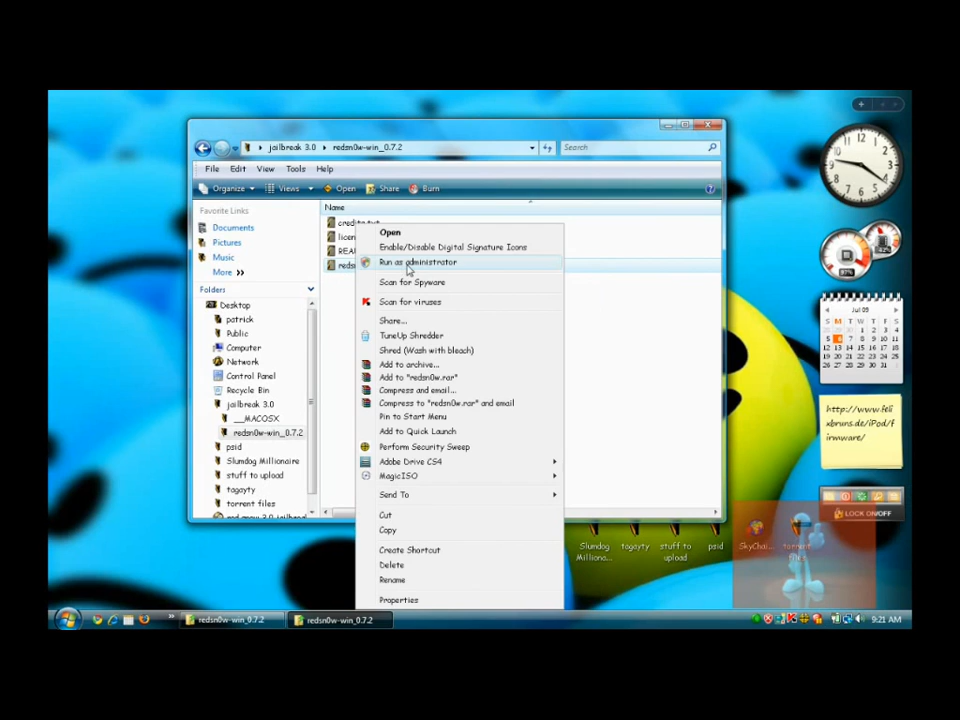 jailbreak 3.0 redsn0w-win_0.7.2
Search
File Edit View Tools Help
Organize Views Open Share Burn
Favorite Links
Documents
Pictures
Music
More
Folders
Desktop
patrick
Public
Computer
Network
Control Panel
Recycle Bin
jailbreak 3.0
__MACOSX
redsn0w-win_0.7.2
psid
Slumdog Millionaire
stuff to upload
tagayty
torrent files
Name
Open
Enable/Disable Digital Signature Icons
Run as administrator
Scan for Spyware
Scan for viruses
Share...
TuneUp Shredder
Shred (Wash with bleach)
Add to archive...
Add to "redsn0w.rar"
Compress and email...
Compress to "redsn0w.rar" and email
Pin to Start Menu
Add to Quick Launch
Perform Security Sweep
Adobe Drive CS4
MagicISO
Send To
Cut
Copy
Create Shortcut
Delete
Rename
Properties
Jul 09
http://www.feli
xbruns.de/iPod/f
irmware/
LOCK ON/OFF
Slumdog
Milliona...
tagayty
stuff to
upload
psid
SkyChai...
torrent
files
redsn0w-win_0.7.2
redsn0w-win_0.7.2
9:21 AM